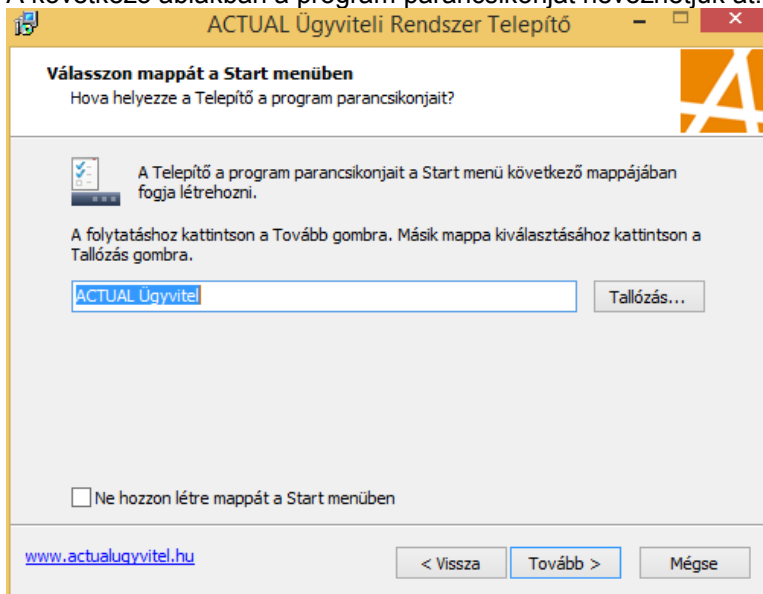 A következő ablakban a program parancsikonját nevezhetjük át.
ACTUAL Ügyviteli Rendszer Telepítő
Válasszon mappát a Start menüben
Hova helyezze a Telepítő a program parancsikonjait?
A Telepítő a program parancsikonjait a Start menü következő mappájában
fogja létrehozni.
A folytatáshoz kattintson a Tovább gombra. Másik mappa kiválasztásához kattintson a
Tallózás gombra.
ACTUAL Ügyvitel
Tallózás...
Ne hozzon létre mappát a Start menüben
www.actualugyvitel.hu
< Vissza
Tovább >
Mégse